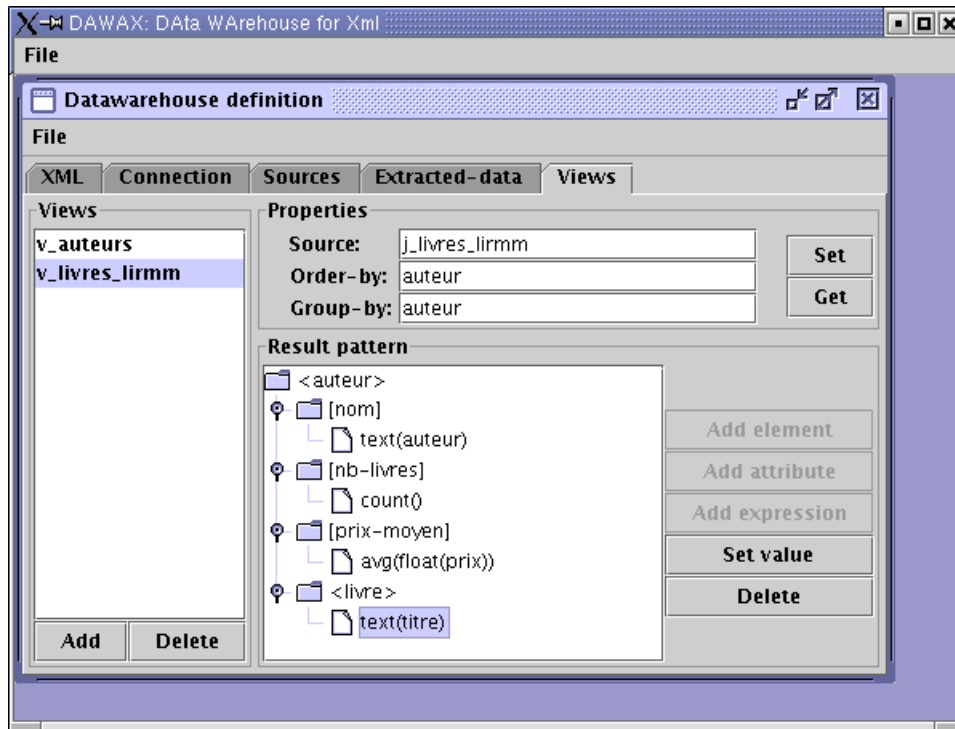 DAWAX: DAta WArehouse for Xml
File
Datawarehouse definition
File
XML Connection Sources Extracted-data Views
Views
v_auteurs
v_livres_lirmm
Add Delete
Properties
Source: j_livres_lirmm
Order-by: auteur
Group-by: auteur
Set
Get
Result pattern
<auteur>
[nom]
text(auteur)
[nb-livres]
count()
[prix-moyen]
avg(float(prix))
<livre>
text(titre)
Add element
Add attribute
Add expression
Set value
Delete